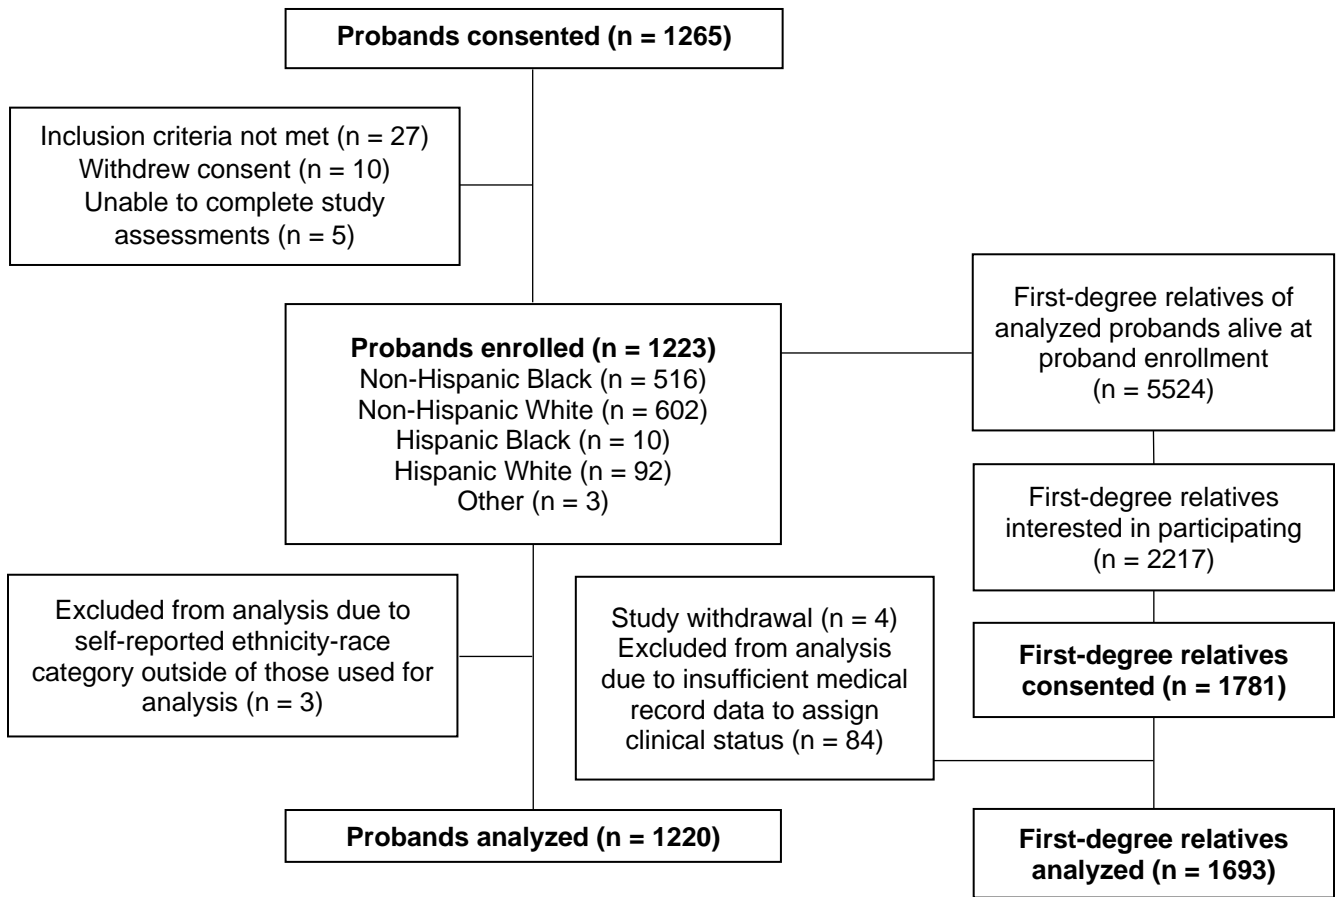 Probands consented (n = 1265)
Inclusion criteria not met (n = 27)
Withdrew consent (n = 10)
Unable to complete study
assessments (n = 5)
Probands enrolled (n = 1223)
Non-Hispanic Black (n = 516)
Non-Hispanic White (n = 602)
Hispanic Black (n = 10)
Hispanic White (n = 92)
Other (n = 3)
First-degree relatives of
analyzed probands alive at
proband enrollment
(n = 5524)
First-degree relatives
interested in participating
(n = 2217)
Excluded from analysis due to
self-reported ethnicity-race
category outside of those used for
analysis (n = 3)
Study withdrawal (n = 4)
Excluded from analysis
due to insufficient medical
record data to assign
clinical status (n = 84)
First-degree relatives
consented (n = 1781)
Probands analyzed (n = 1220)
First-degree relatives
analyzed (n = 1693)